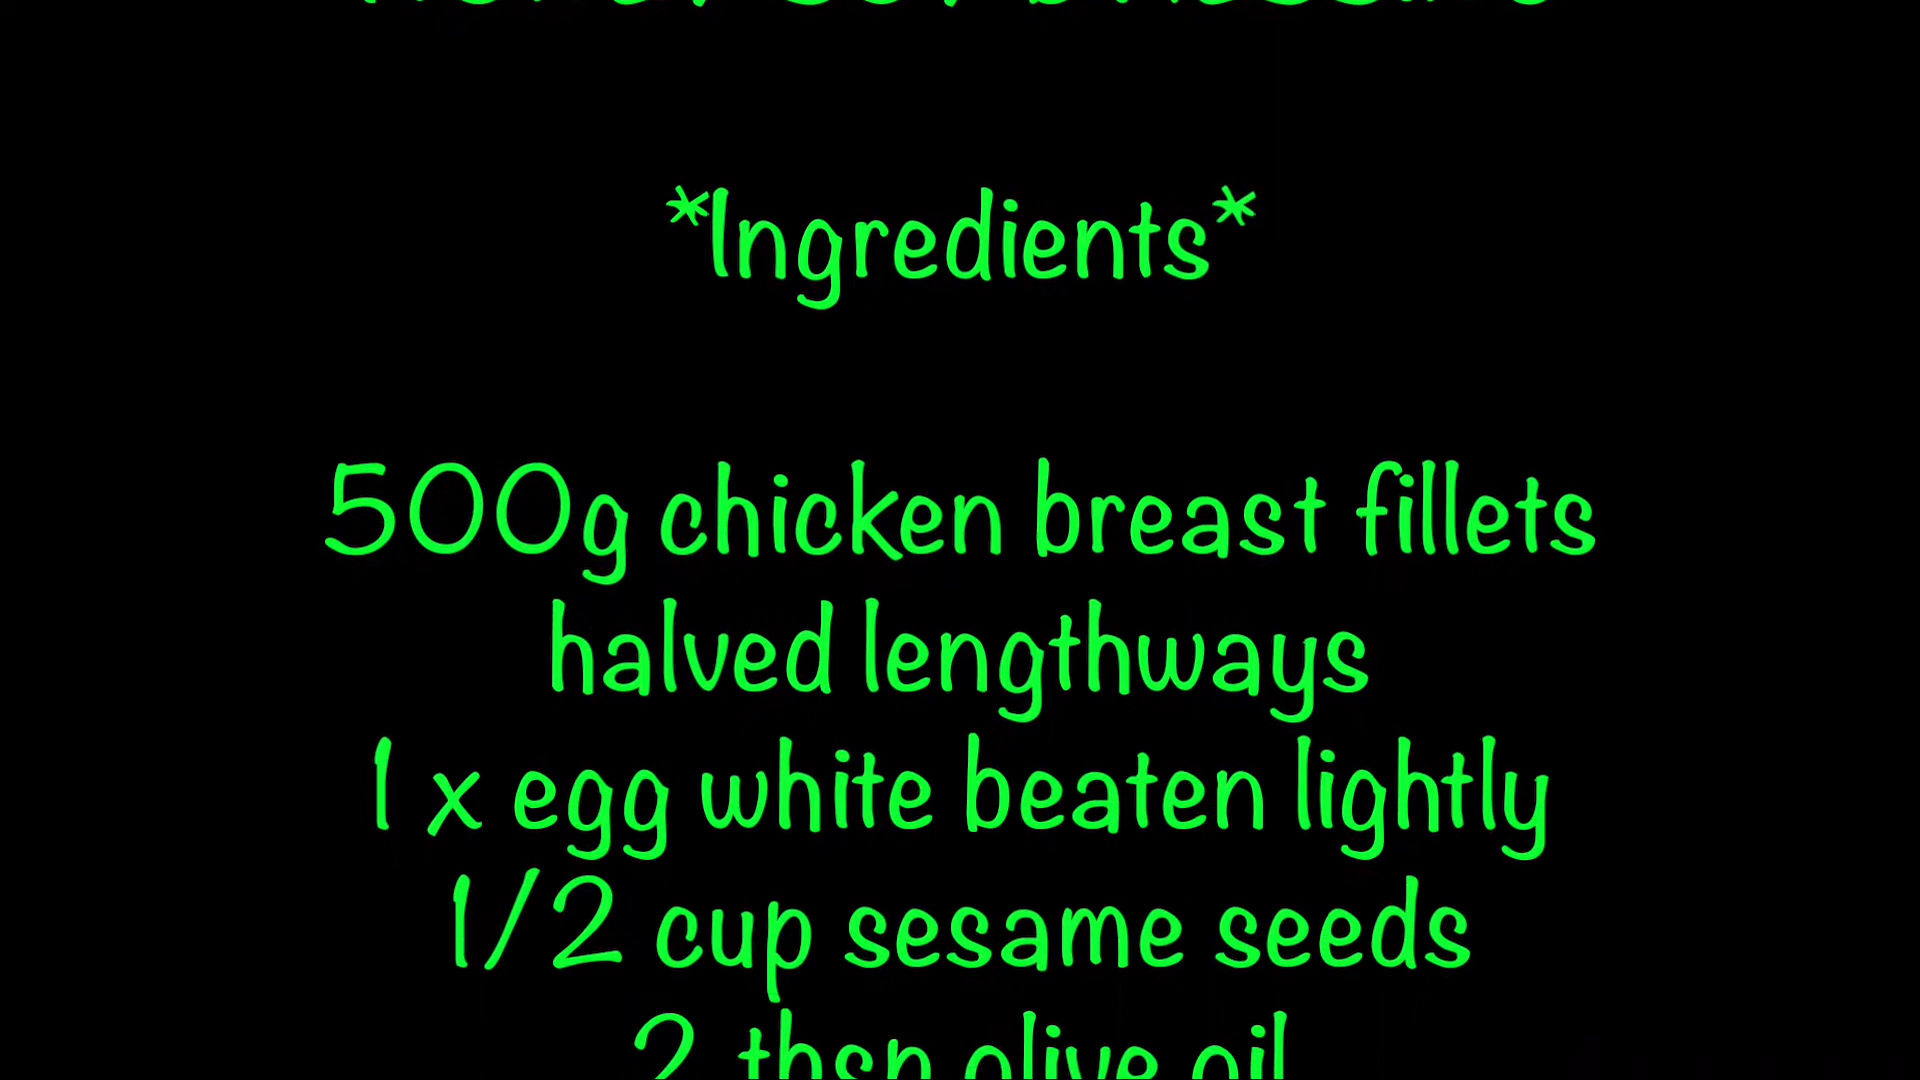 *Ingredients*
500g chicken breast fillets
halved lengthways
1 x egg white beaten lightly
1/2 cup sesame seeds
2 tbsp olive oil